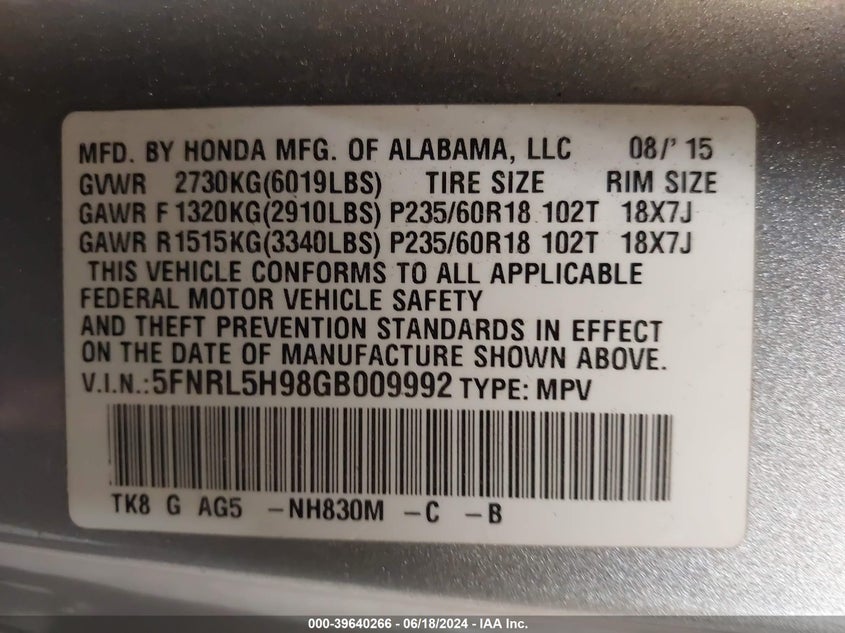 MFD. BY HONDA MFG. OF ALABAMA, LLC 08/' 15
GVWR 2730KG(6019LBS) TIRE SIZE RIM SIZE
GAWR F1320KG(2910LBS) P235/60R18 102T 18X7J
GAWR R1515KG(3340LBS) P235/60R18 102T 18X7J
THIS VEHICLE CONFORMS TO ALL APPLICABLE
FEDERAL MOTOR VEHICLE SAFETY
AND THEFT PREVENTION STANDARDS IN EFFECT
ON THE DATE OF MANUFACTURE SHOWN ABOVE.
V.I.N.:5FNRL5H98GB009992 TYPE: MPV
TK8 G AG5 -NH830M -C -B
000-39640266 - 06/18/2024 - IAA Inc.